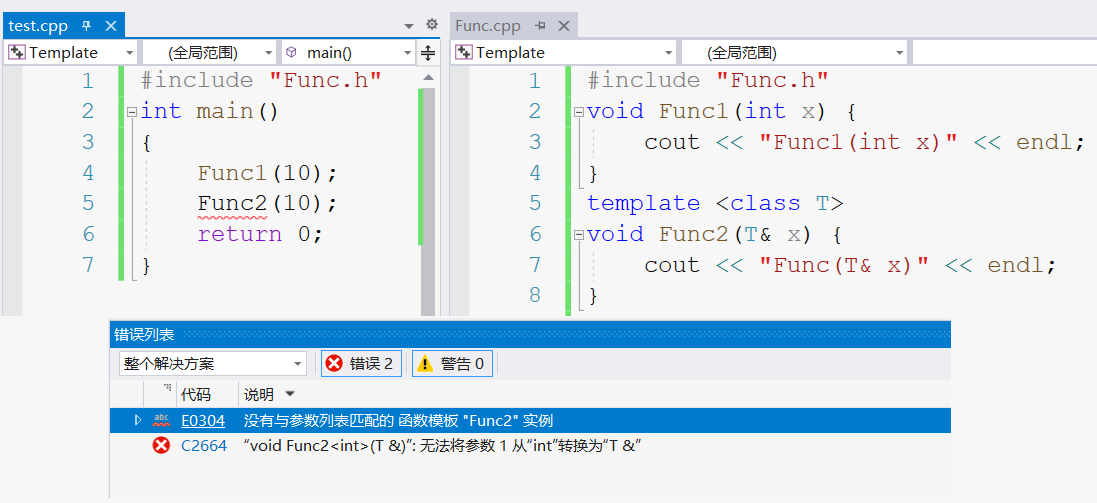 test.cpp
Template (全局范围) main()
1 #include "Func.h"
2 int main()
3 {
4 Func1(10);
5 Func2(10);
6 return 0;
7 }
Func.cpp
Template (全局范围)
1 #include "Func.h"
2 void Func1(int x) {
3 cout << "Func1(int x)" << endl;
4 }
5 template <class T>
6 void Func2(T& x) {
7 cout << "Func(T& x)" << endl;
8 }
错误列表
整个解决方案 错误 2 警告 0
代码 说明
abc E0304 没有与参数列表匹配的 函数模板 "Func2" 实例
C2664 “void Func2<int>(T &)”: 无法将参数 1 从“int”转换为“T &”